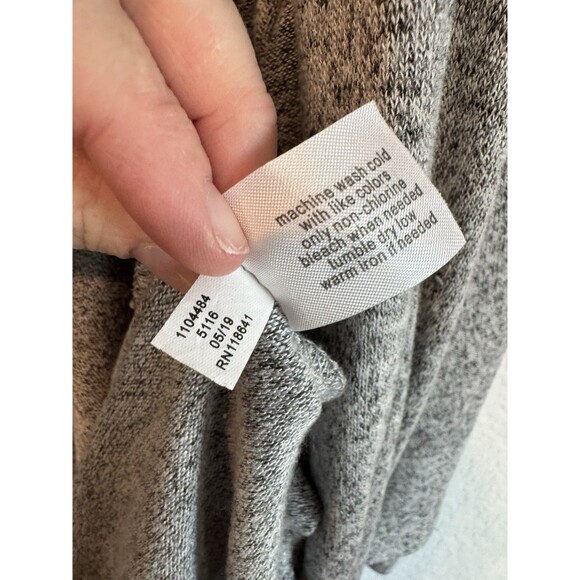 machine wash cold
with like colors
only non-chlorine
bleach when needed
tumble dry low
warm iron if needed
1104484
5116
05/19
RN118641